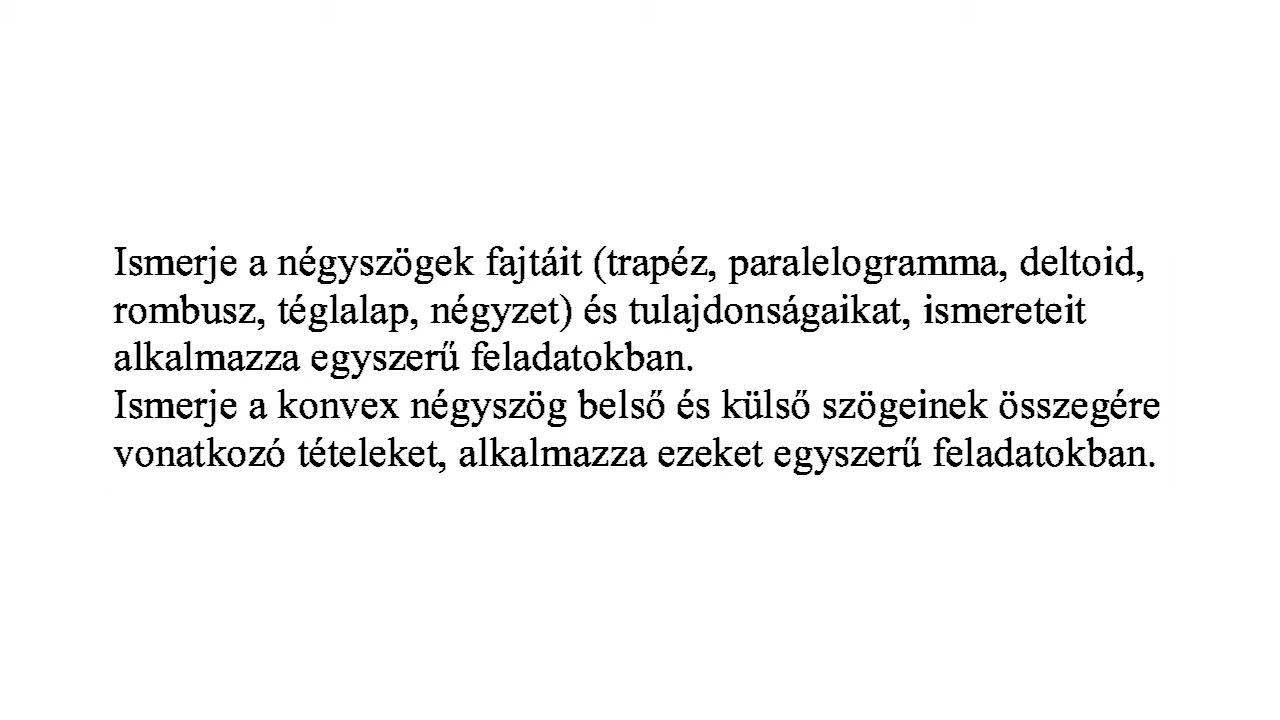 Ismerje a négyszögek fajtáit (trapéz, paralelogramma, deltoid,
rombusz, téglalap, négyzet) és tulajdonságaikat, ismereteit
alkalmazza egyszerű feladatokban.
Ismerje a konvex négyszög belső és külső szögeinek összegére
vonatkozó tételeket, alkalmazza ezeket egyszerű feladatokban.